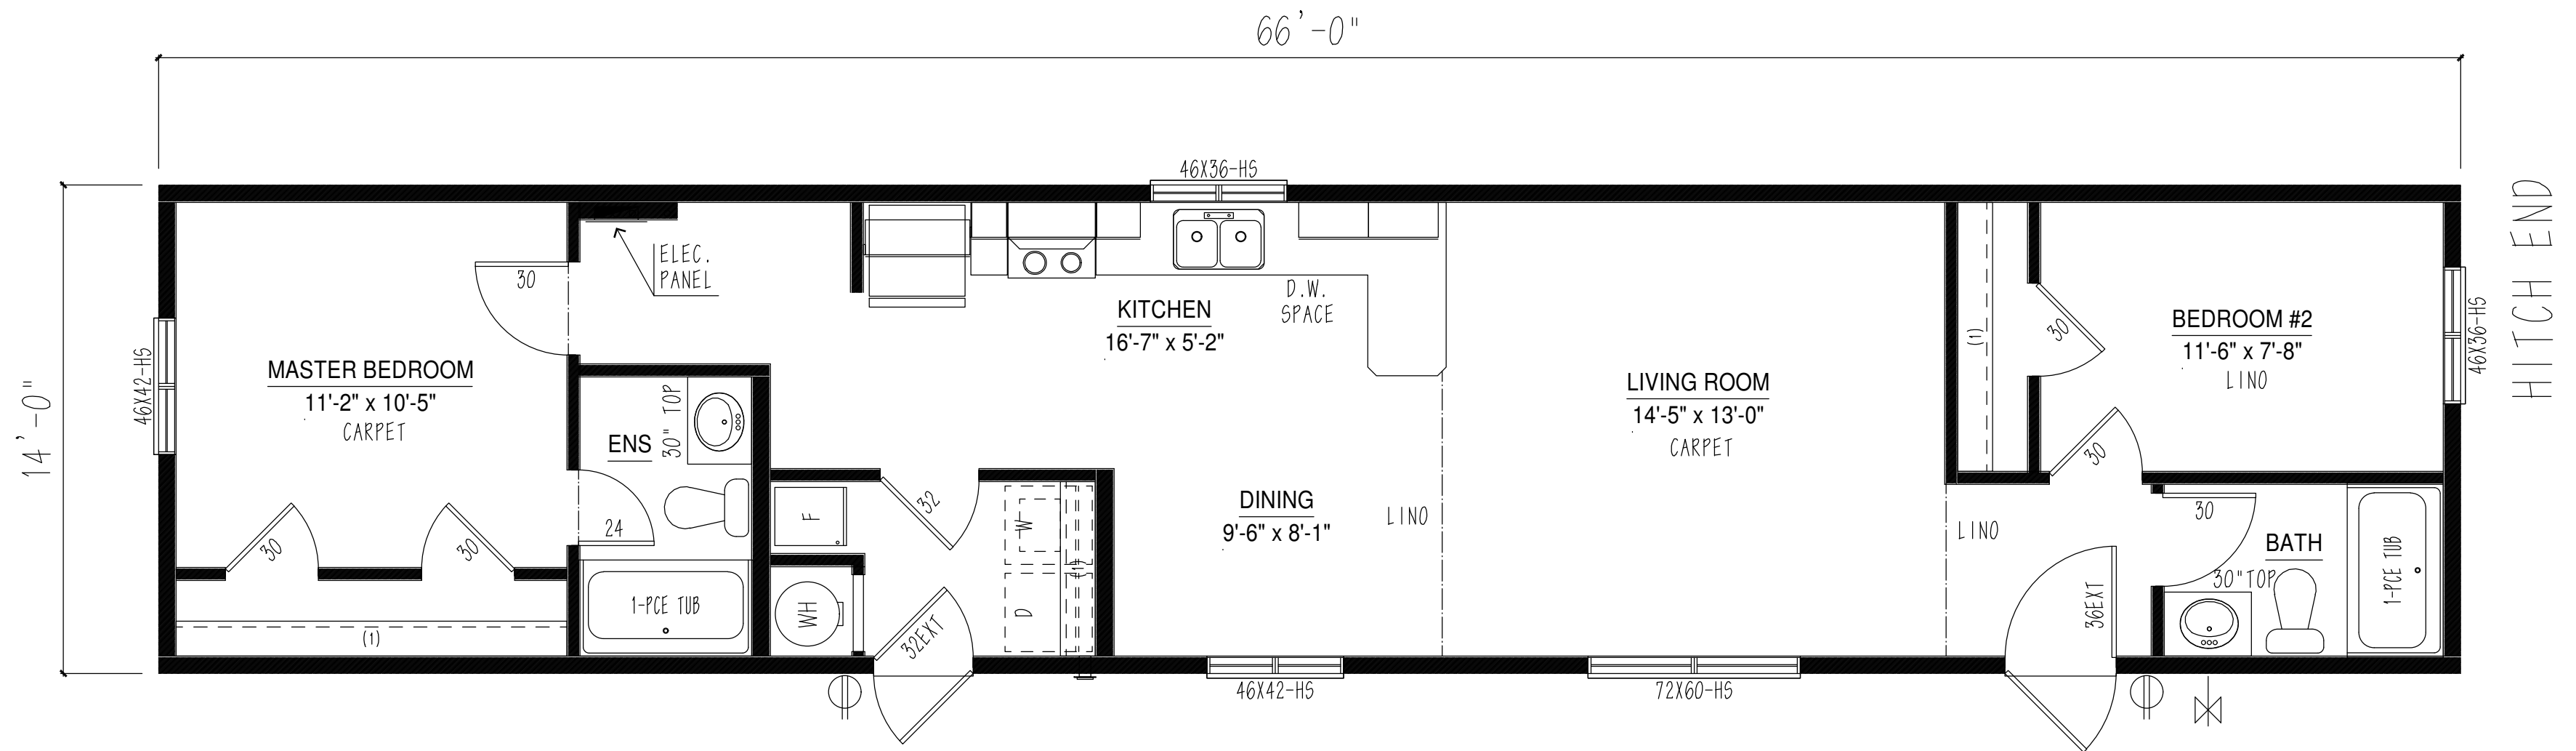 66'-0"
46X36-HS
HITCH END
ELEC.
PANEL
30
D.W.
SPACE
KITCHEN
16'-7" x 5'-2"
BEDROOM #2
11'-6" x 7'-8"
LINO
30
(1)
46X36-HS
14'-0"
46X42-HS
MASTER BEDROOM
11'-2" x 10'-5"
CARPET
LIVING ROOM
14'-5" x 13'-0"
CARPET
ENS
30" TOP
30
DINING
9'-6" x 8'-1"
LINO
LINO
F
32
W
24
30
30
30
BATH
30"TOP
1-PCE TUB
1-PCE TUB
(1)
WH
D
(1)
32EXT
36EXT
46X42-HS
72X60-HS